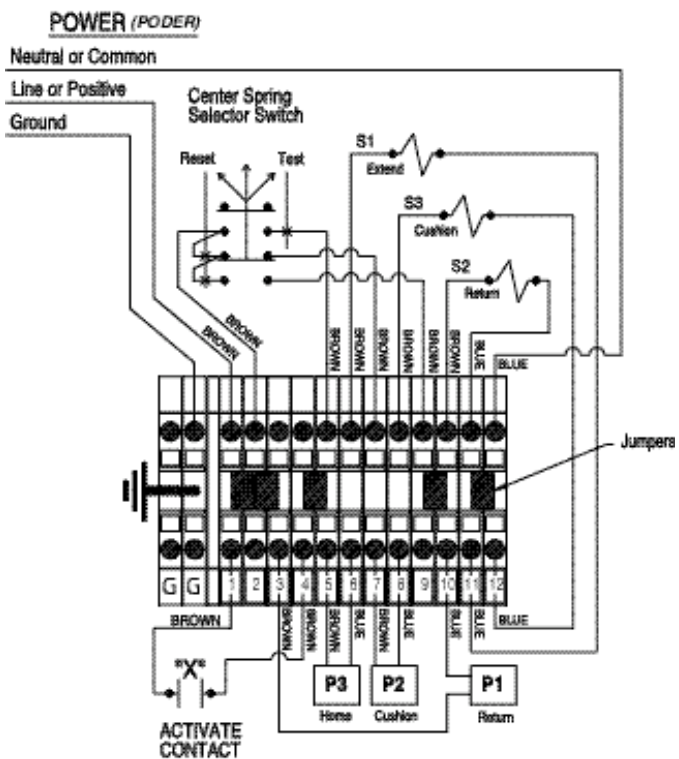 POWER (PODER)
Neutral or Common
Line or Positive
Ground
Center Spring
Selector Switch
Reset
Test
S1
Extend
S3
Cushion
S2
Return
BROWN
BROWN
BROWN
BROWN
BROWN
BROWN
BROWN
BROWN
BLUE
BLUE
Jumpers
G G 1 2 3 4 5 6 7 8 9 10 11 12
BROWN
BROWN
BROWN
BROWN
BLUE
BROWN
BLUE
BLUE
BLUE
BLUE
"X"
ACTIVATE
CONTACT
P3
Home
P2
Cushion
P1
Return